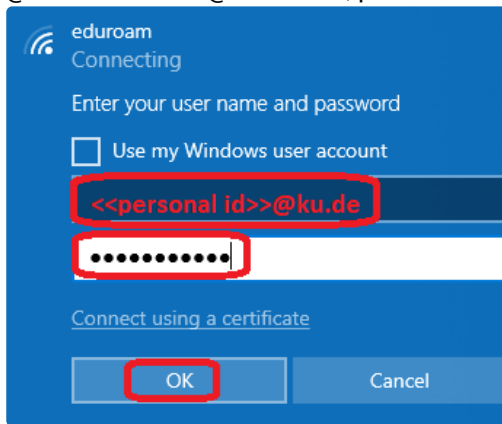 eduroam
Connecting
Enter your user name and password
Use my Windows user account
<<personal id>>@ku.de
●●●●●●●●●●●
Connect using a certificate
OK Cancel